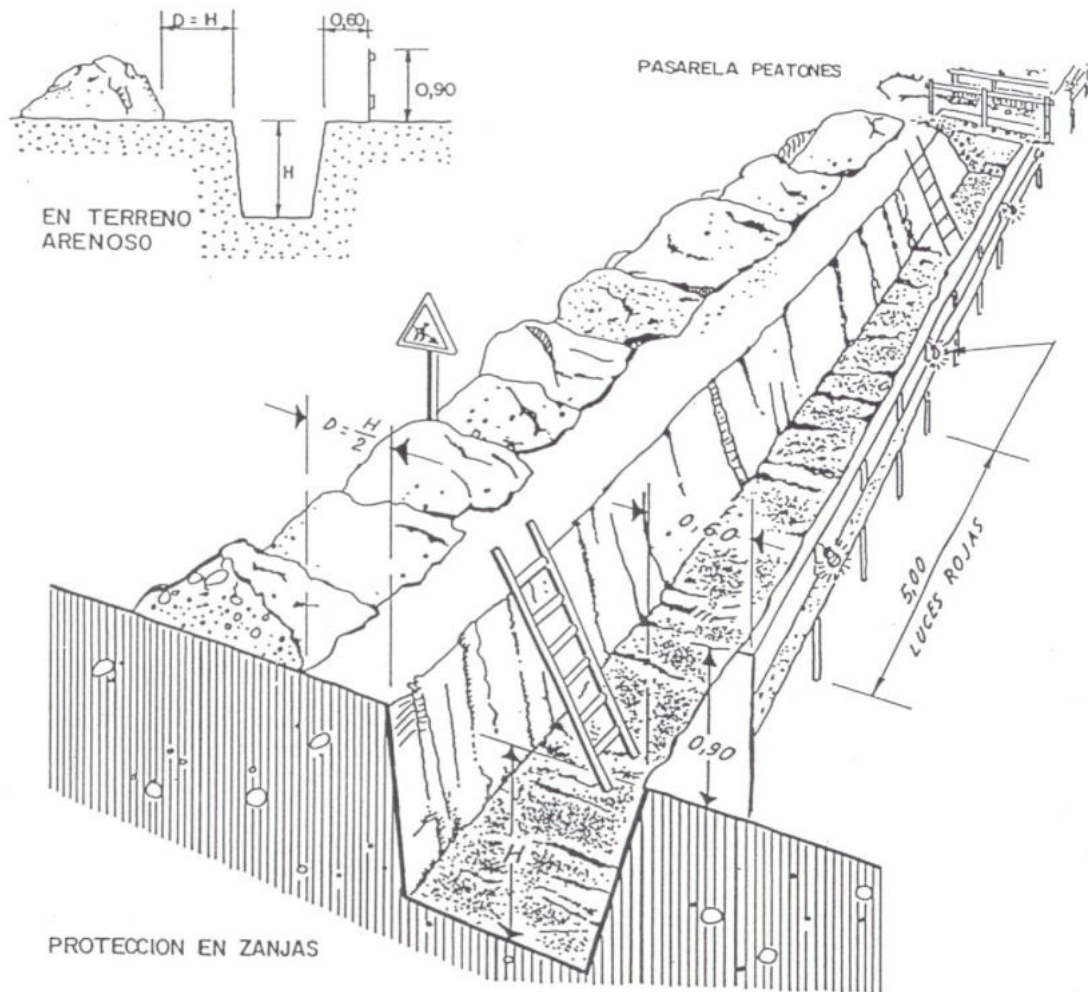 D = H
0,60
0,90
H
EN TERRENO
ARENOSO
PASARELA PEATONES
D = H/2
0,60
5,00
LUCES ROJAS
0,90
H
PROTECCION EN ZANJAS